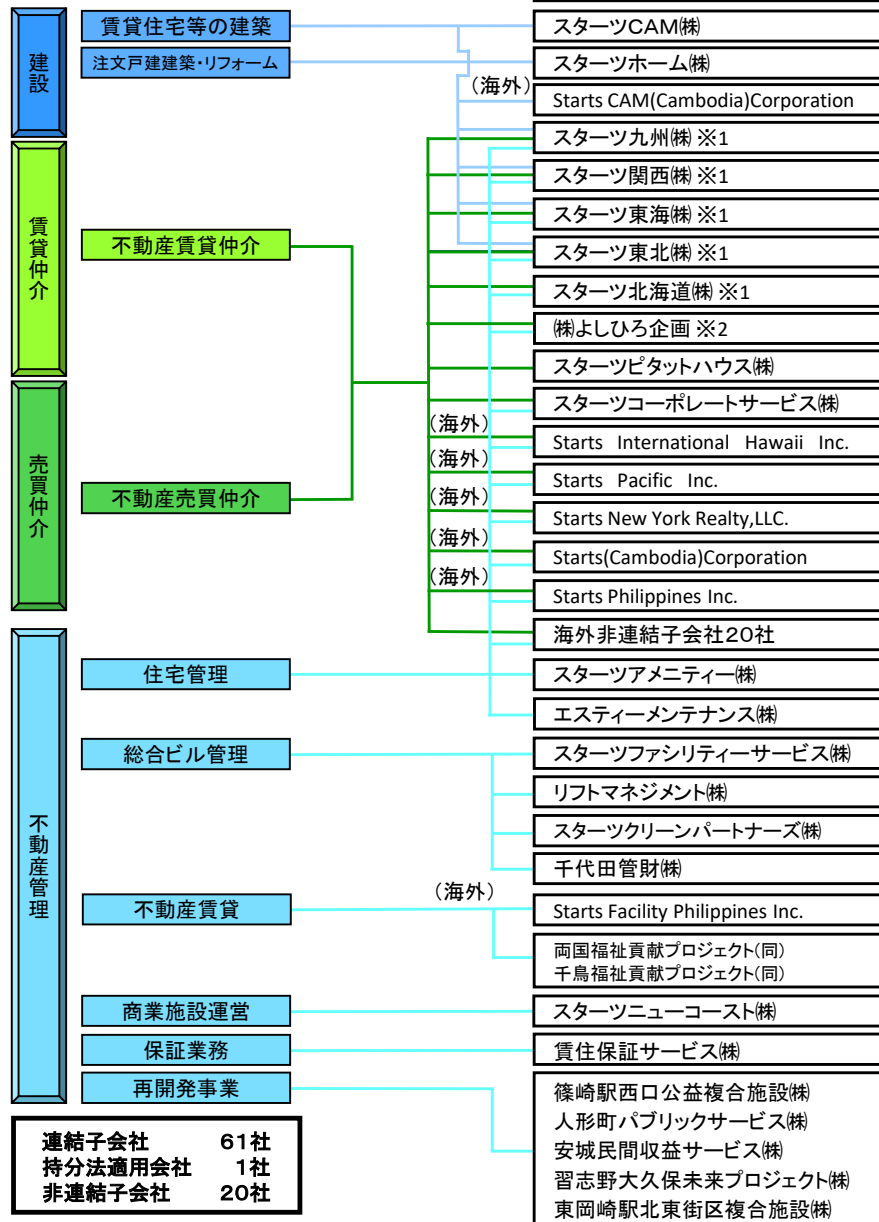 建設
賃貸住宅等の建築
注文戸建建築・リフォーム
(海外)
スターツCAM㈱
スターツホーム㈱
Starts CAM(Cambodia)Corporation
賃貸仲介
不動産賃貸仲介
売買仲介
不動産売買仲介
スターツ九州㈱ ※1
スターツ関西㈱ ※1
スターツ東海㈱ ※1
スターツ東北㈱ ※1
スターツ北海道㈱ ※1
㈱よしひろ企画 ※2
スターツピタットハウス㈱
スターツコーポレートサービス㈱
(海外)
Starts International Hawaii Inc.
(海外)
Starts Pacific Inc.
(海外)
Starts New York Realty,LLC.
(海外)
Starts(Cambodia)Corporation
(海外)
Starts Philippines Inc.
海外非連結子会社20社
不動産管理
住宅管理
スターツアメニティー㈱
エスティーメンテナンス㈱
総合ビル管理
スターツファシリティーサービス㈱
リフトマネジメント㈱
スターツクリーンパートナーズ㈱
千代田管財㈱
不動産賃貸
(海外)
Starts Facility Philippines Inc.
両国福祉貢献プロジェクト(同)
千鳥福祉貢献プロジェクト(同)
商業施設運営
スターツニューコースト㈱
保証業務
賃住保証サービス㈱
再開発事業
篠崎駅西口公益複合施設㈱
人形町パブリックサービス㈱
安城民間収益サービス㈱
習志野大久保未来プロジェクト㈱
東岡崎駅北東街区複合施設㈱
連結子会社 61社
持分法適用会社 1社
非連結子会社 20社